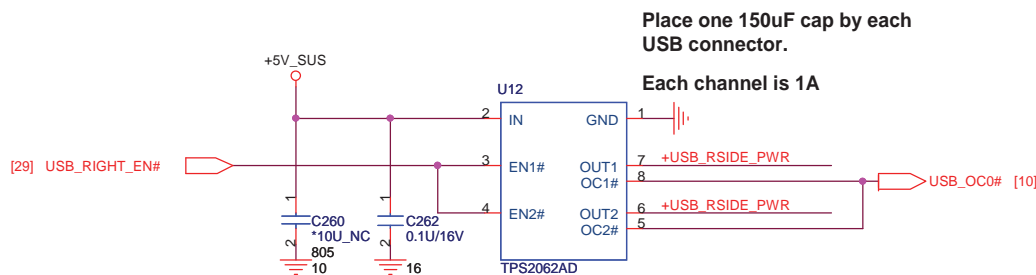 Place one 150uF cap by each
USB connector.
Each channel is 1A
+5V_SUS
U12
2 IN GND 1
[29] USB_RIGHT_EN# 3 EN1# OUT1 7 +USB_RSIDE_PWR
OC1# 8 USB_OC0# [10]
4 EN2# OUT2 6 +USB_RSIDE_PWR
OC2# 5
TPS2062AD
1
C260
*10U_NC
2
805
10
1
C262
0.1U/16V
2
16